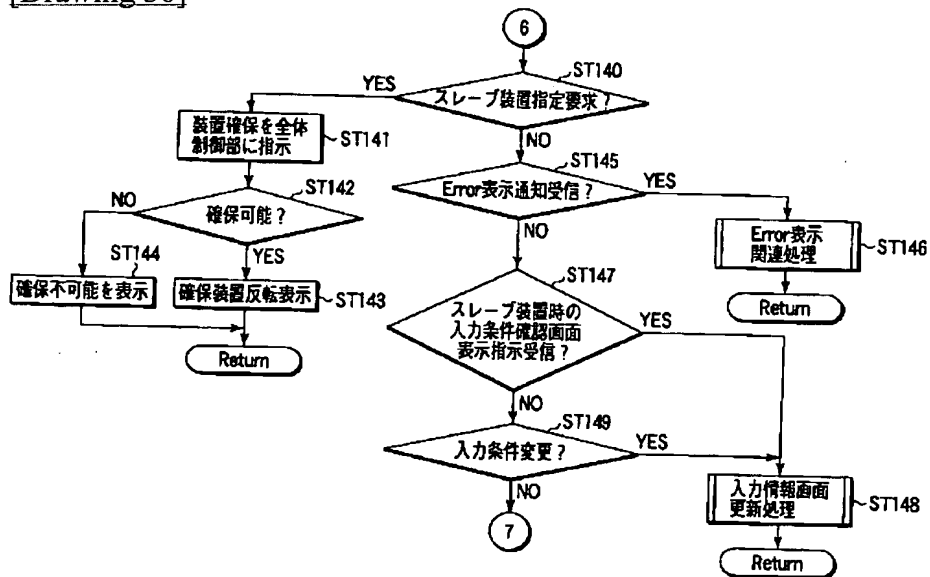 [Drawing 36]
6
ST140
YES
スレーブ装置指定要求？
装置確保を全体
制御部に指示
ST141
NO
ST145
ST142
Error表示通知受信？
YES
NO
確保可能？
NO
Error表示
関連処理
ST146
ST144
YES
ST147
確保不可能を表示
確保装置反転表示
ST143
Return
スレーブ装置時の
入力条件確認画面
表示指示受信？
YES
Return
NO
ST149
入力条件変更？
YES
NO
入力情報画面
更新処理
ST148
7
Return